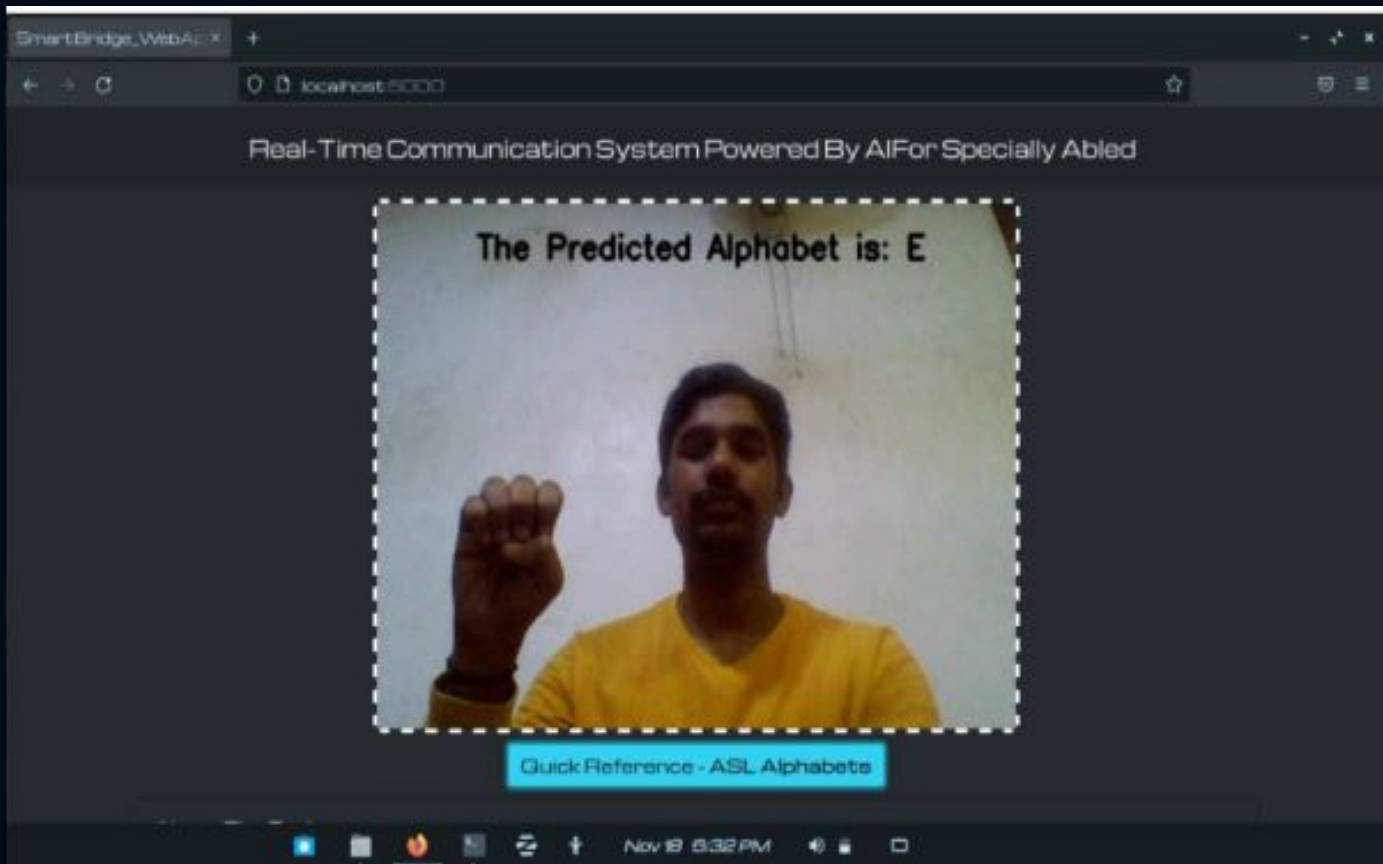 SmartBridge_WebAp
localhost:5000
Real-Time Communication System Powered By AIFor Specially Abled
The Predicted Alphabet is: E
Quick Reference - ASL Alphabets
Nov 18 5:32 PM